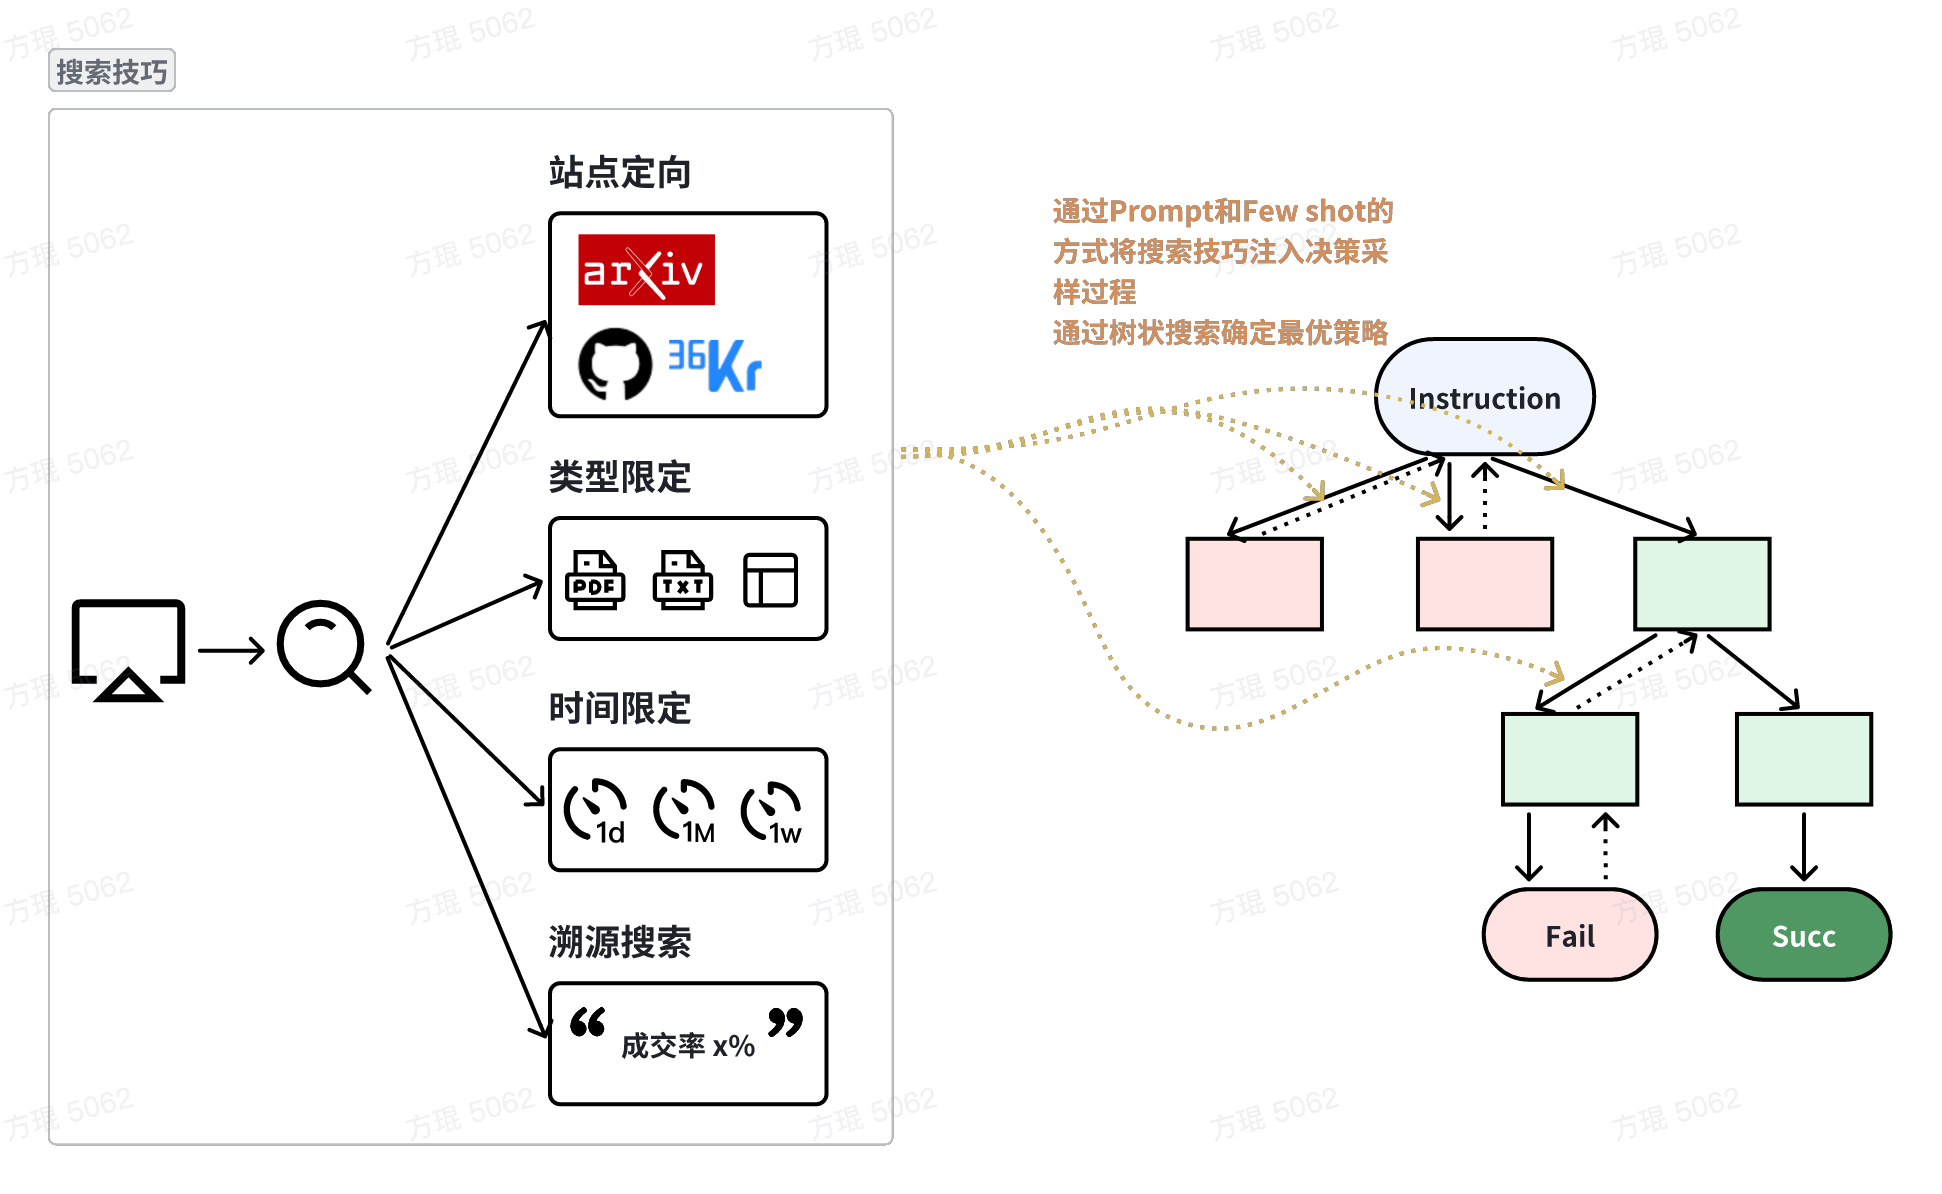 搜索技巧
站点定向
arXiv
36Kr
类型限定
PDF
TXT
时间限定
1d
1M
1w
溯源搜索
“成交率 x%”
通过Prompt和Few shot的
方式将搜索技巧注入决策采
样过程
通过树状搜索确定最优策略
Instruction
Fail
Succ
方琨 5062